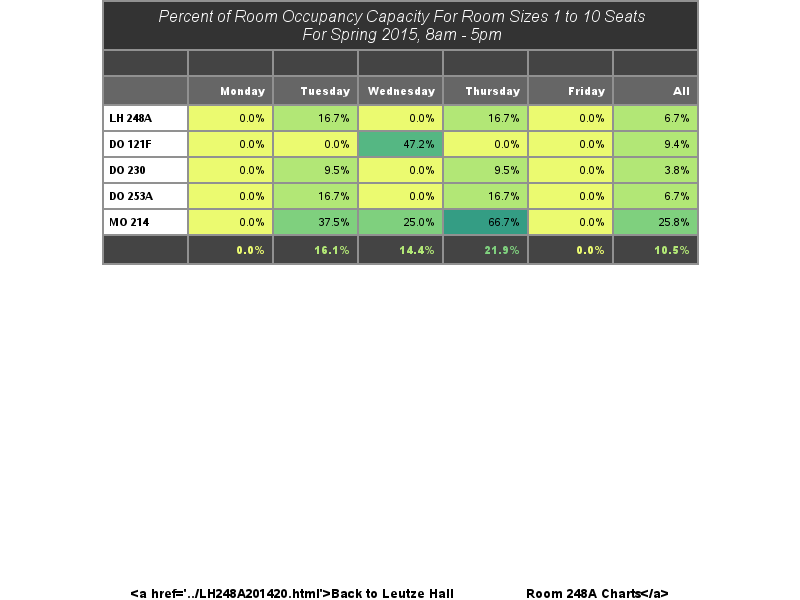 Percent of Room Occupancy Capacity For Room Sizes 1 to 10 Seats
For Spring 2015, 8am - 5pm
Monday Tuesday Wednesday Thursday Friday All
LH 248A 0.0% 16.7% 0.0% 16.7% 0.0% 6.7%
DO 121F 0.0% 0.0% 47.2% 0.0% 0.0% 9.4%
DO 230 0.0% 9.5% 0.0% 9.5% 0.0% 3.8%
DO 253A 0.0% 16.7% 0.0% 16.7% 0.0% 6.7%
MO 214 0.0% 37.5% 25.0% 66.7% 0.0% 25.8%
0.0% 16.1% 14.4% 21.9% 0.0% 10.5%
<a href='../LH248A201420.html'>Back to Leutze Hall Room 248A Charts</a>